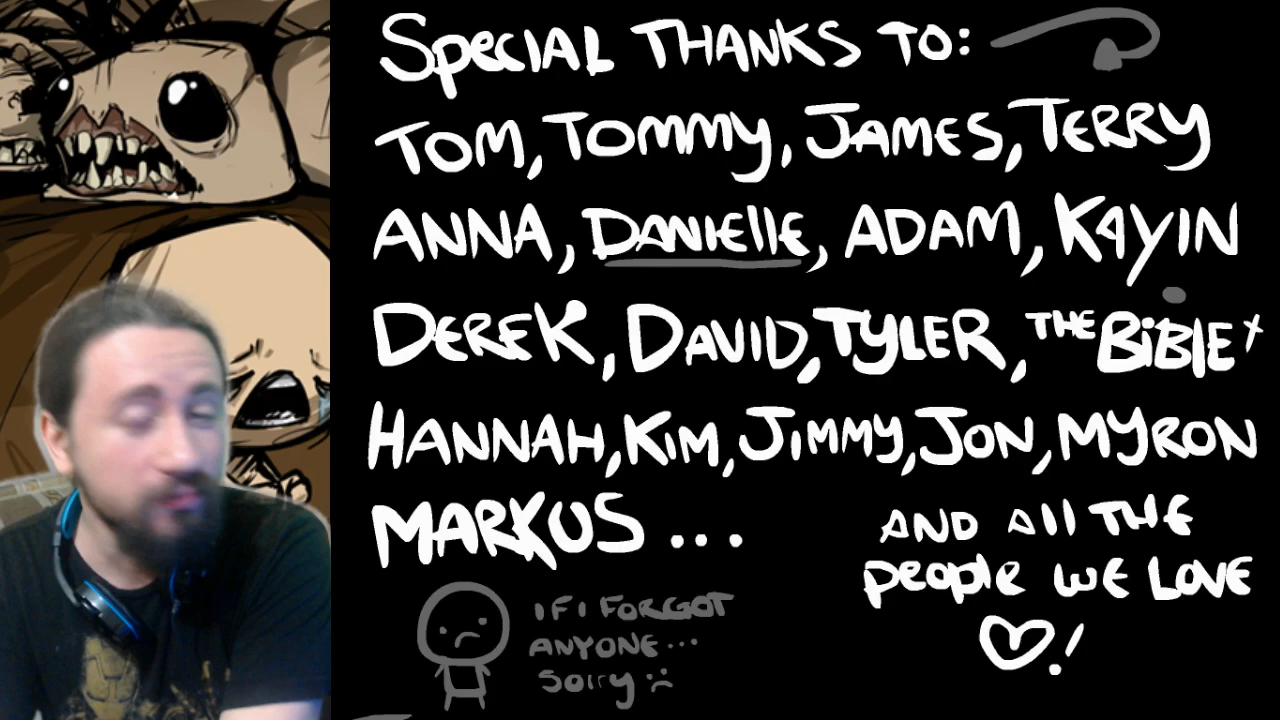 SpecIAL THANKS TO:
TOM, TOMMY, JAMES, TERRY
ANNA, DANIElle, ADAM, KAYIN
DEREK, DAVID, TYLER, THE BiBlE
HANNAH, KiM, JiMMY, JON, MYRON
MARKUS ...
AND All THE
people WE LOVE
!
IF I FORGOT
ANYONE...
Sorry :(